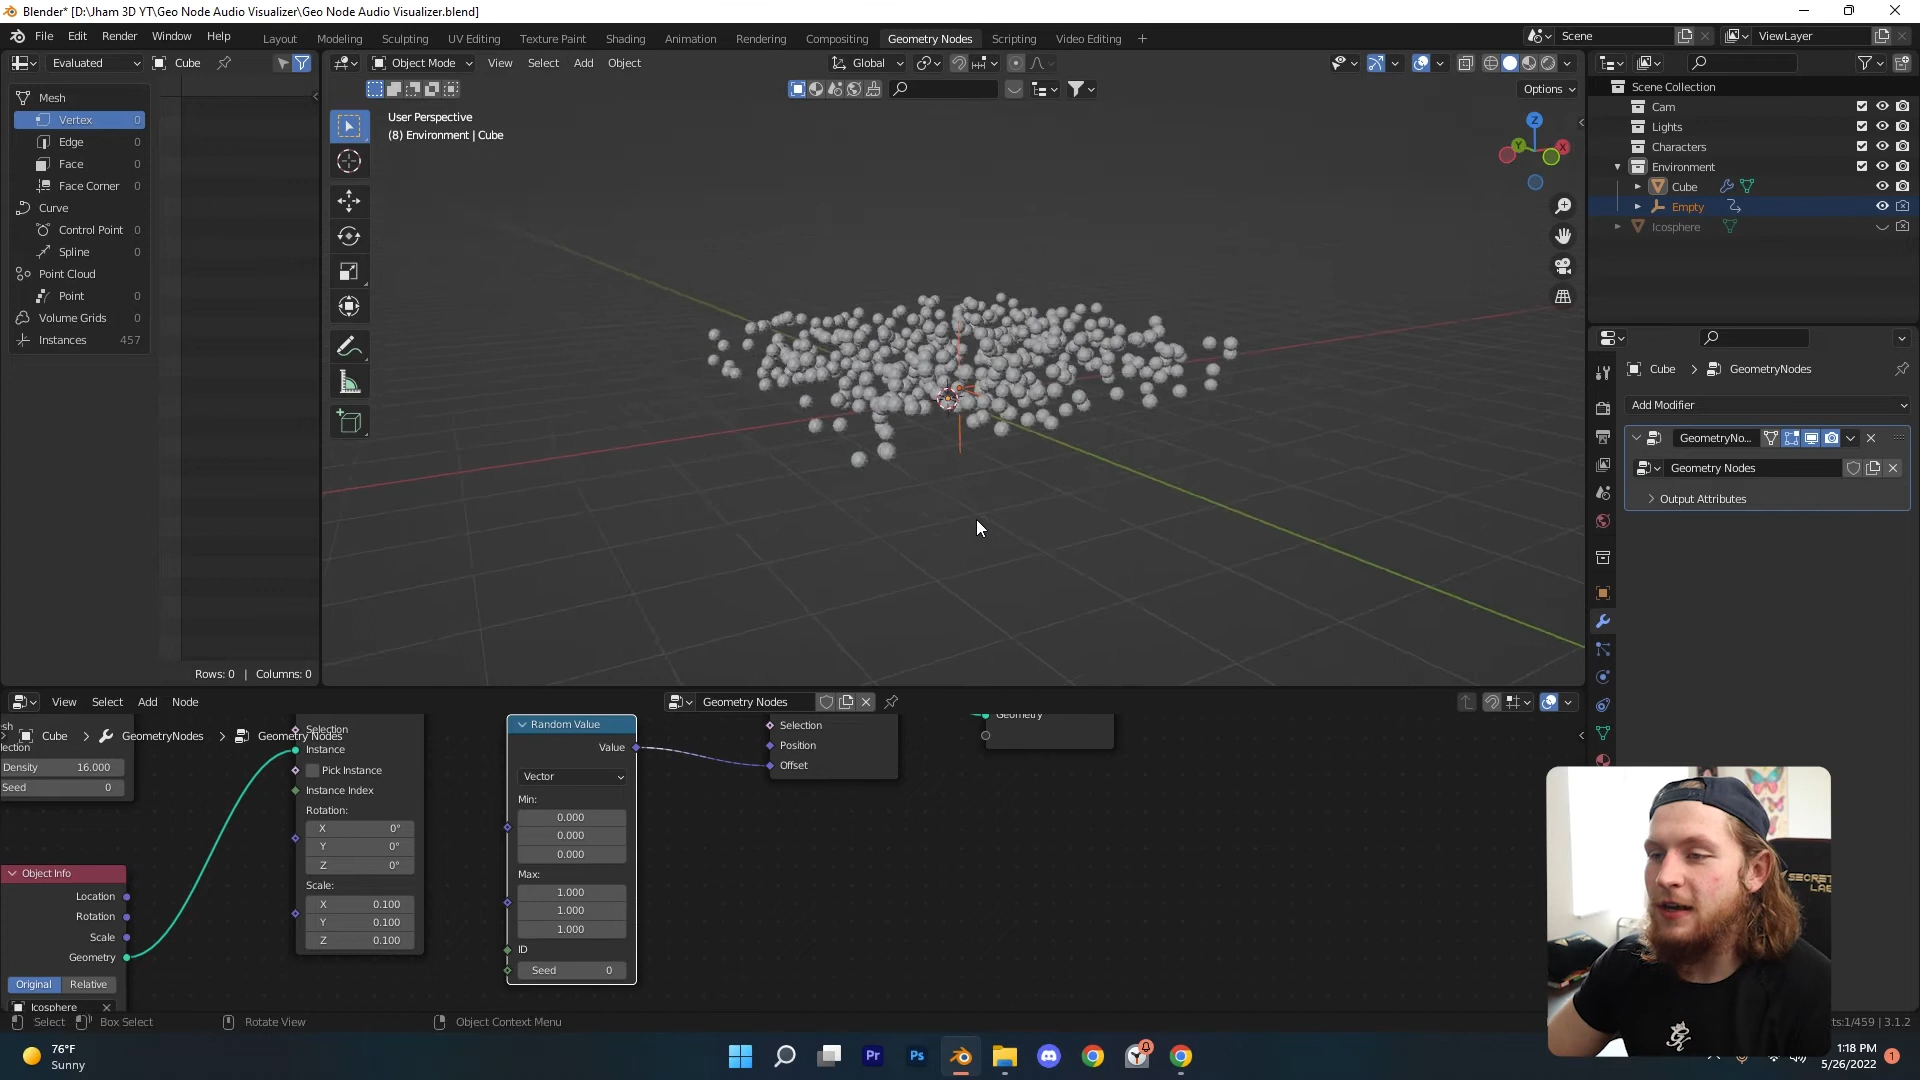 Blender* [D:\Jham 3D YT\Geo Node Audio Visualizer\Geo Node Audio Visualizer.blend]
File Edit Render Window Help
Layout Modeling Sculpting UV Editing Texture Paint Shading Animation Rendering Compositing Geometry Nodes Scripting Video Editing +
Scene ViewLayer
Evaluated Cube
Object Mode View Select Add Object Global
Options
Mesh
Vertex 0
Edge 0
Face 0
Face Corner 0
Curve
Control Point 0
Spline 0
Point Cloud
Point 0
Volume Grids 0
Instances 457
Rows: 0 | Columns: 0
User Perspective
(8) Environment | Cube
Z
Y
X
Scene Collection
Cam
Lights
Characters
Environment
Cube
Empty
Icosphere
Cube > GeometryNodes
Add Modifier
GeometryNo...
Geometry Nodes
Output Attributes
View Select Add Node
Geometry Nodes
Cube > GeometryNodes > Geometry Nodes
Density 16.000
Seed 0
Object Info
Location
Rotation
Scale
Geometry
Original Relative
Icosphere
Selection
Instance
Pick Instance
Instance Index
Rotation:
X 0°
Y 0°
Z 0°
Scale:
X 0.100
Y 0.100
Z 0.100
Random Value
Value
Vector
Min:
0.000
0.000
0.000
Max:
1.000
1.000
1.000
ID
Seed 0
Selection
Position
Offset
Geometry
SECRET
LAB
Select Box Select Rotate View Object Context Menu
ts:1/459 | 3.1.2
76°F
Sunny
Pr
Ps
1:18 PM
5/26/2022
1